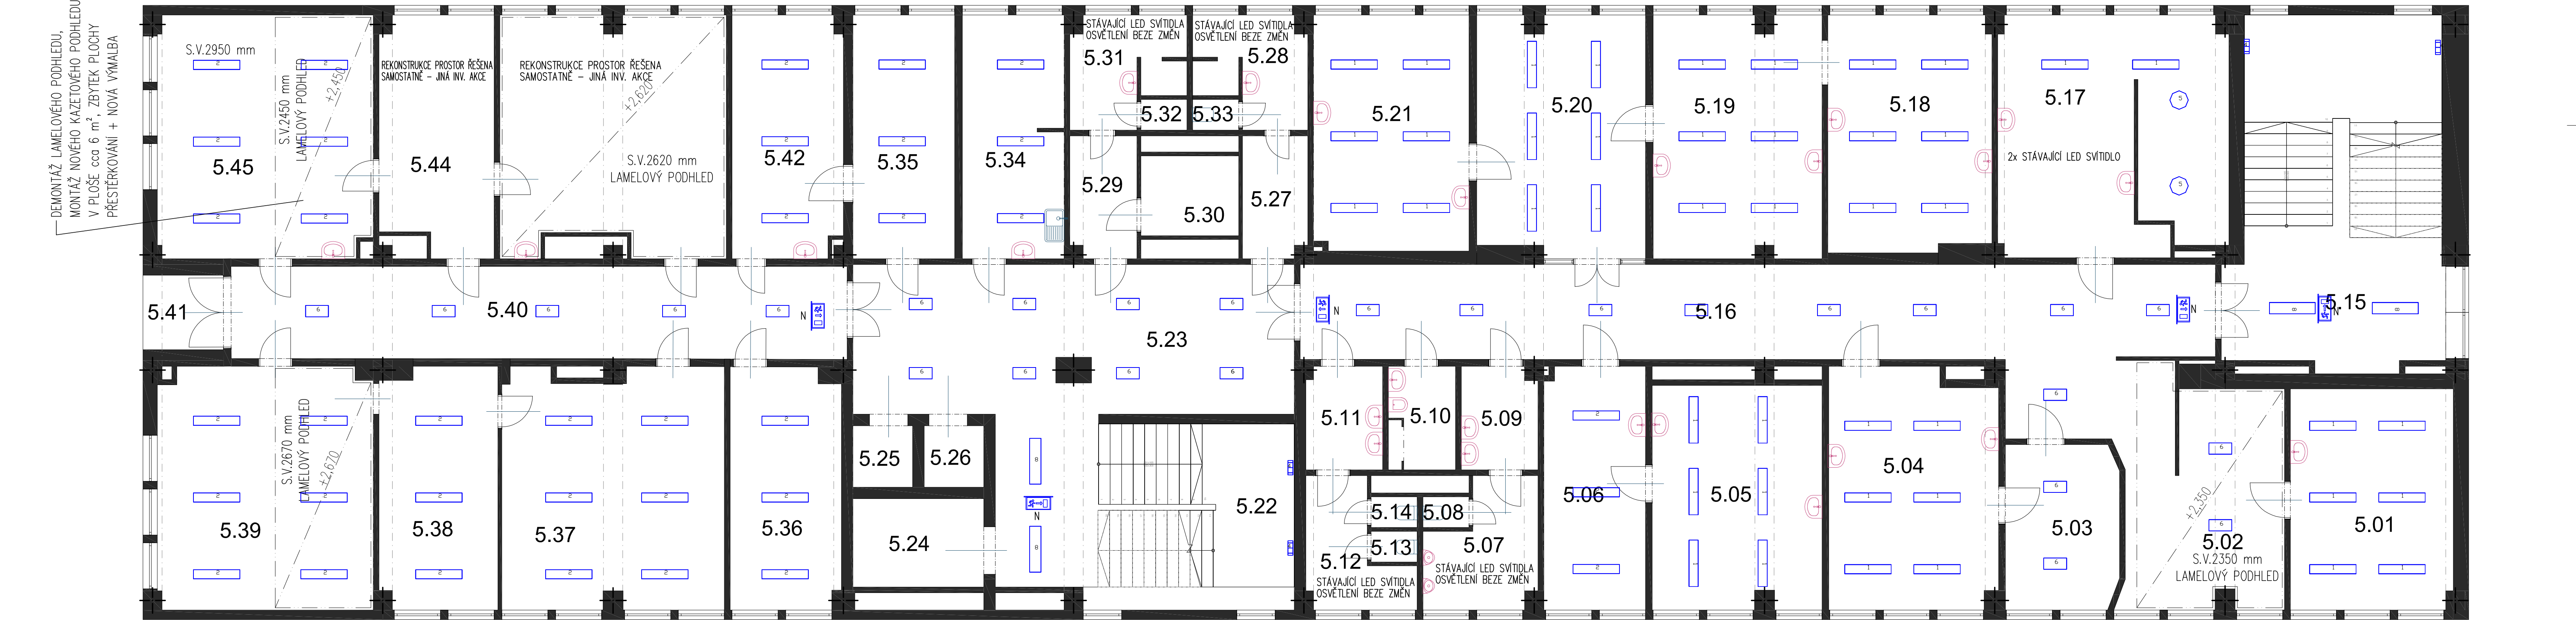 DEMONTÁŽ LAMELOVÉHO PODHLEDU,
MONTÁŽ NOVÉHO KAZETOVÉHO PODHLEDU
V PLOŠE cca 6 m², ZBYTEK PLOCHY
PŘESTĚRKOVÁNÍ + NOVÁ VÝMALBA
S.V.2950 mm
S.V.2450 mm
LAMELOVÝ PODHLED
+2,450
5.45
REKONSTRUKCE PROSTOR ŘEŠENA
SAMOSTATNĚ – JINÁ INV. AKCE
5.44
REKONSTRUKCE PROSTOR ŘEŠENA
SAMOSTATNĚ – JINÁ INV. AKCE
+2,620
S.V.2620 mm
LAMELOVÝ PODHLED
5.42
5.35
5.34
STÁVAJÍCÍ LED SVÍTIDLA
OSVĚTLENÍ BEZE ZMĚN
5.31
STÁVAJÍCÍ LED SVÍTIDLA
OSVĚTLENÍ BEZE ZMĚN
5.28
5.32
5.33
5.29
5.30
5.27
5.21
5.20
5.19
5.18
5.17
2x STÁVAJÍCÍ LED SVÍTIDLO
5.41
5.40
N
5.23
N
5.16
N
5.15
N
S.V.2670 mm
LAMELOVÝ PODHLED
+2,670
5.39
5.38
5.37
5.36
5.25
5.26
5.24
N
5.22
5.11
5.10
5.09
5.14
5.08
5.13
5.12
STÁVAJÍCÍ LED SVÍTIDLA
OSVĚTLENÍ BEZE ZMĚN
5.07
STÁVAJÍCÍ LED SVÍTIDLA
OSVĚTLENÍ BEZE ZMĚN
5.06
5.05
5.04
5.03
+2,350
5.02
S.V.2350 mm
LAMELOVÝ PODHLED
5.01